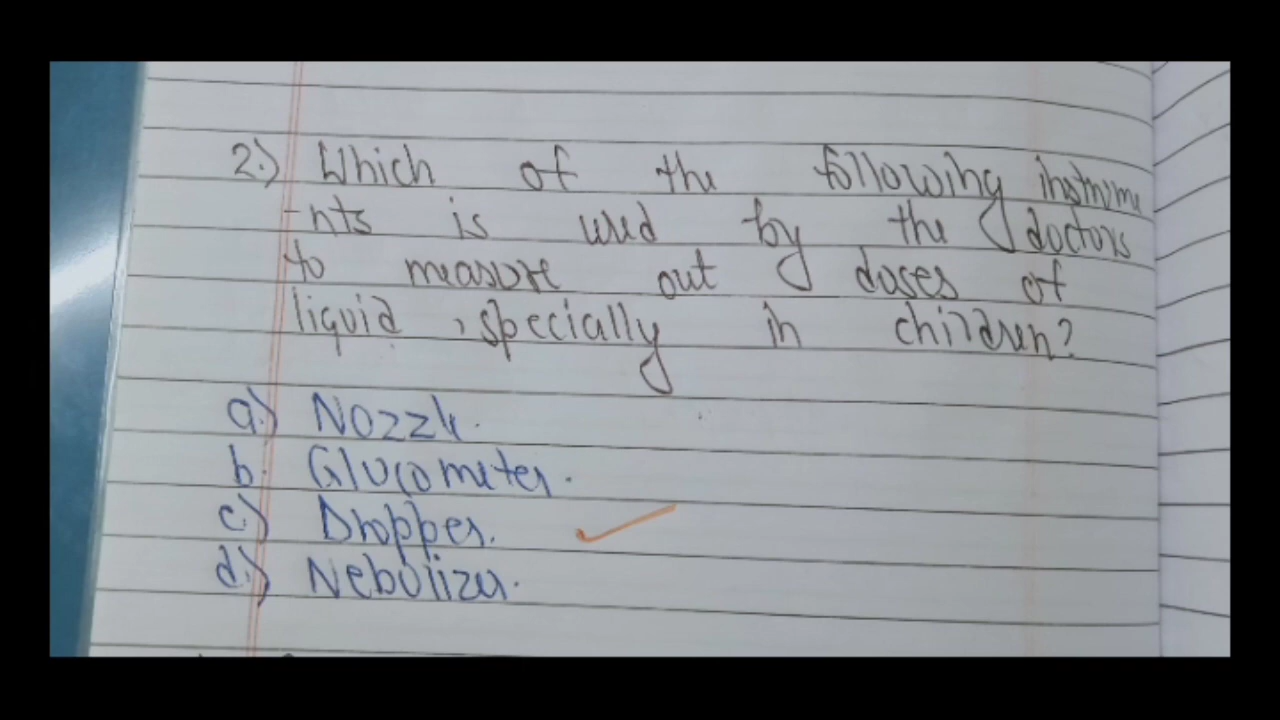 2.) Which of the following instrume
-nts is used by the doctors
to measure out doses of
liquid, specially in children?
a.) Nozzle.
b. Glucometer.
c.) Dropper.
d.) Nebulizer.